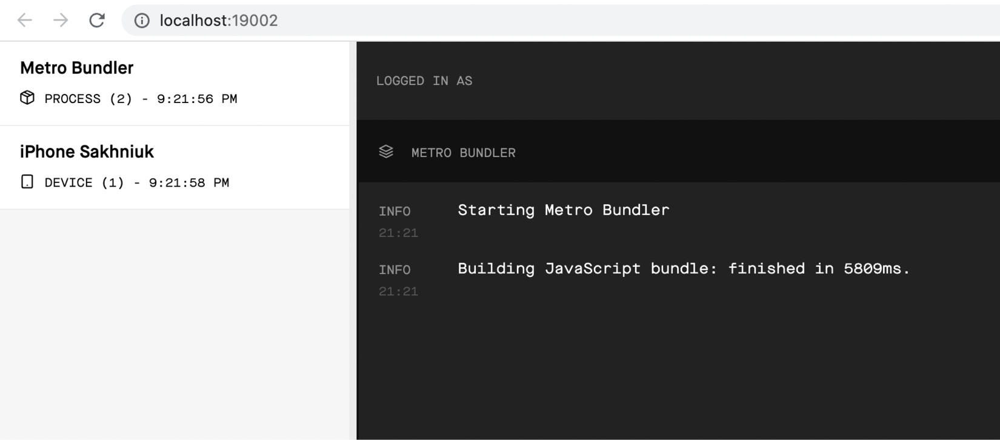 localhost:19002
Metro Bundler
PROCESS (2) - 9:21:56 PM
iPhone Sakhniuk
DEVICE (1) - 9:21:58 PM
LOGGED IN AS
METRO BUNDLER
INFO Starting Metro Bundler
21:21
INFO Building JavaScript bundle: finished in 5809ms.
21:21